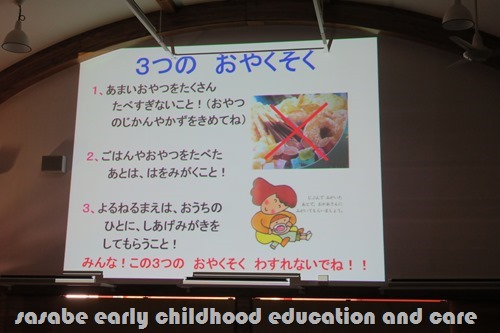 3つの おやくそく
1、あまいおやつをたくさん
たべすぎないこと!(おやつ
のじかんやかずをきめてね)
2、ごはんやおやつをたべた
あとは、はをみがくこと!
3、よるねるまえは、おうちの
ひとに、しあげみがきを
してもらうこと!
みんな!この3つの おやくそく わすれないでね!!
sasabe early childhood education and care